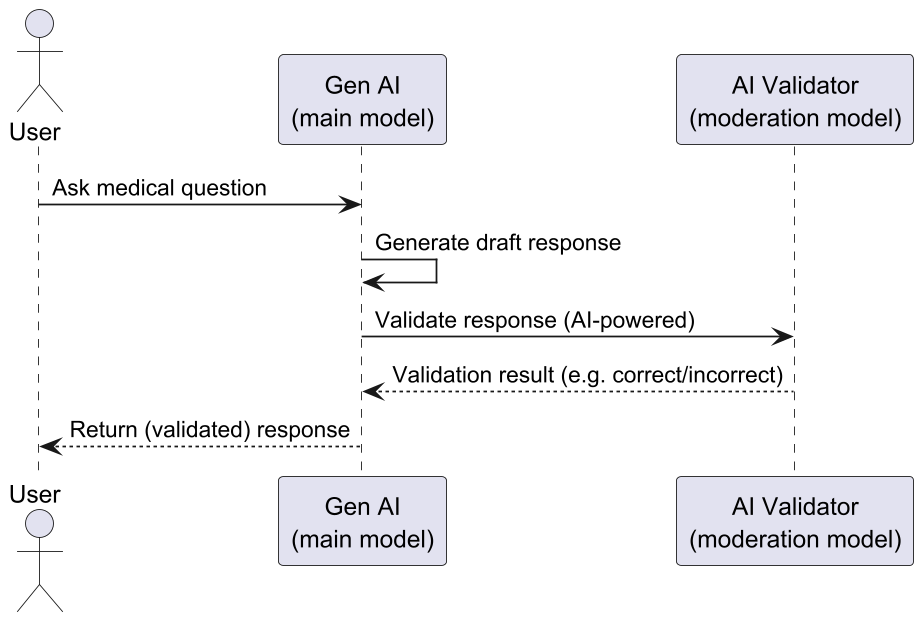 User
Gen AI
(main model)
AI Validator
(moderation model)
Ask medical question
Generate draft response
Validate response (AI-powered)
Validation result (e.g. correct/incorrect)
Return (validated) response
User
Gen AI
(main model)
AI Validator
(moderation model)